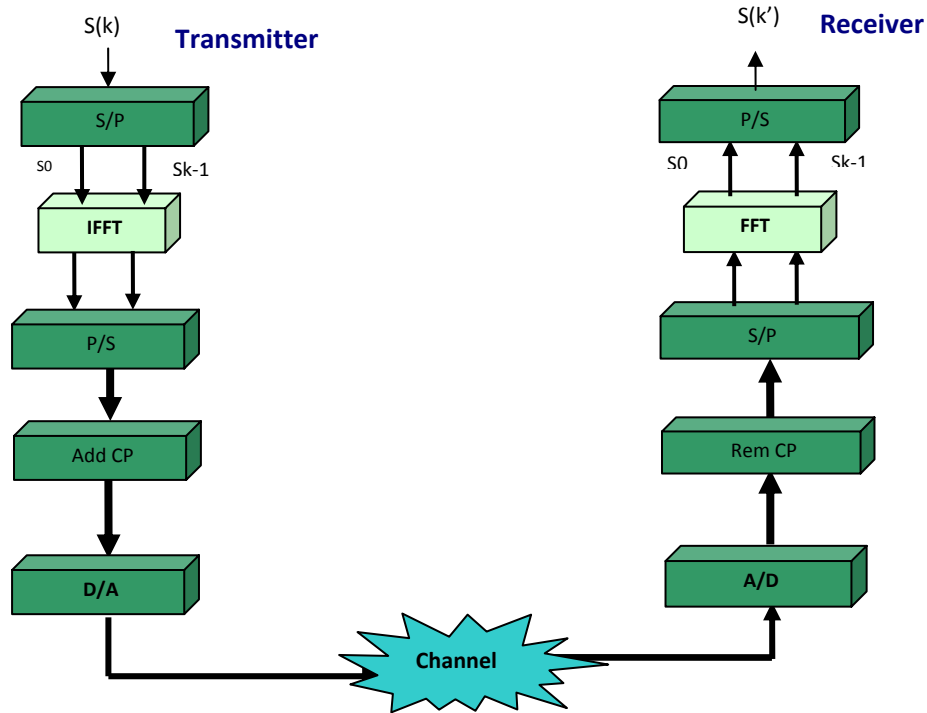 S(k)
Transmitter
S/P
S0
Sk-1
IFFT
P/S
Add CP
D/A
Channel
S(k’)
Receiver
P/S
S0
Sk-1
FFT
S/P
Rem CP
A/D